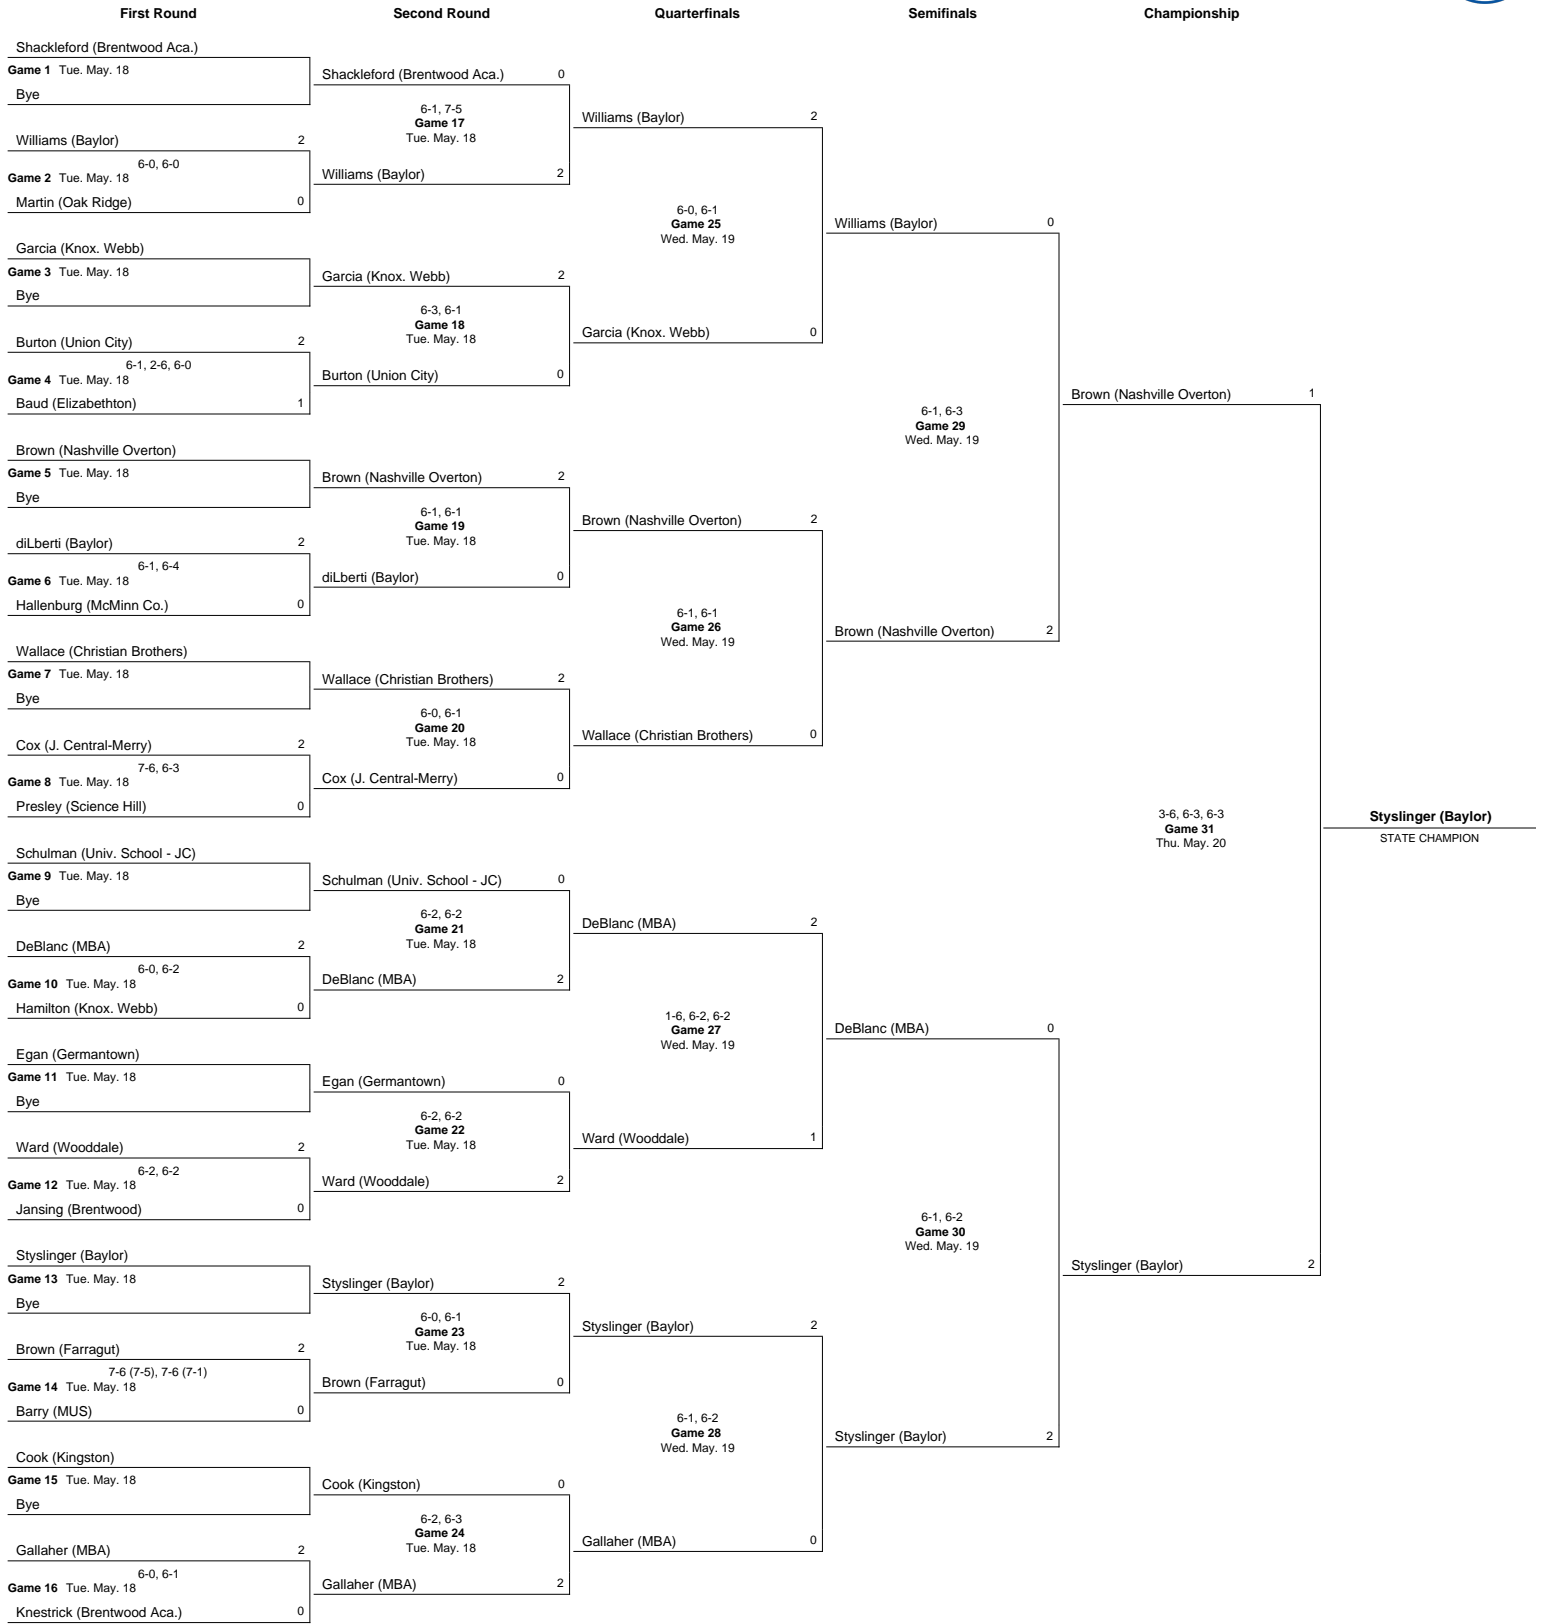 First Round
Second Round
Quarterfinals
Semifinals
Championship
Shackleford (Brentwood Aca.)
Game 1 Tue. May. 18
Bye
Williams (Baylor) 2
6-0, 6-0
Game 2 Tue. May. 18
Martin (Oak Ridge) 0
Garcia (Knox. Webb)
Game 3 Tue. May. 18
Bye
Burton (Union City) 2
6-1, 2-6, 6-0
Game 4 Tue. May. 18
Baud (Elizabethton) 1
Brown (Nashville Overton)
Game 5 Tue. May. 18
Bye
diLberti (Baylor) 2
6-1, 6-4
Game 6 Tue. May. 18
Hallenburg (McMinn Co.) 0
Wallace (Christian Brothers)
Game 7 Tue. May. 18
Bye
Cox (J. Central-Merry) 2
7-6, 6-3
Game 8 Tue. May. 18
Presley (Science Hill) 0
Schulman (Univ. School - JC)
Game 9 Tue. May. 18
Bye
DeBlanc (MBA) 2
6-0, 6-2
Game 10 Tue. May. 18
Hamilton (Knox. Webb) 0
Egan (Germantown)
Game 11 Tue. May. 18
Bye
Ward (Wooddale) 2
6-2, 6-2
Game 12 Tue. May. 18
Jansing (Brentwood) 0
Styslinger (Baylor)
Game 13 Tue. May. 18
Bye
Brown (Farragut) 2
7-6 (7-5), 7-6 (7-1)
Game 14 Tue. May. 18
Barry (MUS) 0
Cook (Kingston)
Game 15 Tue. May. 18
Bye
Gallaher (MBA) 2
6-0, 6-1
Game 16 Tue. May. 18
Knestrick (Brentwood Aca.) 0
Shackleford (Brentwood Aca.) 0
6-1, 7-5
Game 17
Tue. May. 18
Williams (Baylor) 2
Garcia (Knox. Webb) 2
6-3, 6-1
Game 18
Tue. May. 18
Burton (Union City) 0
Brown (Nashville Overton) 2
6-1, 6-1
Game 19
Tue. May. 18
diLberti (Baylor) 0
Wallace (Christian Brothers) 2
6-0, 6-1
Game 20
Tue. May. 18
Cox (J. Central-Merry) 0
Schulman (Univ. School - JC) 0
6-2, 6-2
Game 21
Tue. May. 18
DeBlanc (MBA) 2
Egan (Germantown) 0
6-2, 6-2
Game 22
Tue. May. 18
Ward (Wooddale) 2
Styslinger (Baylor) 2
6-0, 6-1
Game 23
Tue. May. 18
Brown (Farragut) 0
Cook (Kingston) 0
6-2, 6-3
Game 24
Tue. May. 18
Gallaher (MBA) 2
Williams (Baylor) 2
6-0, 6-1
Game 25
Wed. May. 19
Garcia (Knox. Webb) 0
Brown (Nashville Overton) 2
6-1, 6-1
Game 26
Wed. May. 19
Wallace (Christian Brothers) 0
DeBlanc (MBA) 2
1-6, 6-2, 6-2
Game 27
Wed. May. 19
Ward (Wooddale) 1
Styslinger (Baylor) 2
6-1, 6-2
Game 28
Wed. May. 19
Gallaher (MBA) 0
Williams (Baylor) 0
6-1, 6-3
Game 29
Wed. May. 19
Brown (Nashville Overton) 2
DeBlanc (MBA) 0
6-1, 6-2
Game 30
Wed. May. 19
Styslinger (Baylor) 2
Brown (Nashville Overton) 1
3-6, 6-3, 6-3
Game 31
Thu. May. 20
Styslinger (Baylor) 2
Styslinger (Baylor)
STATE CHAMPION